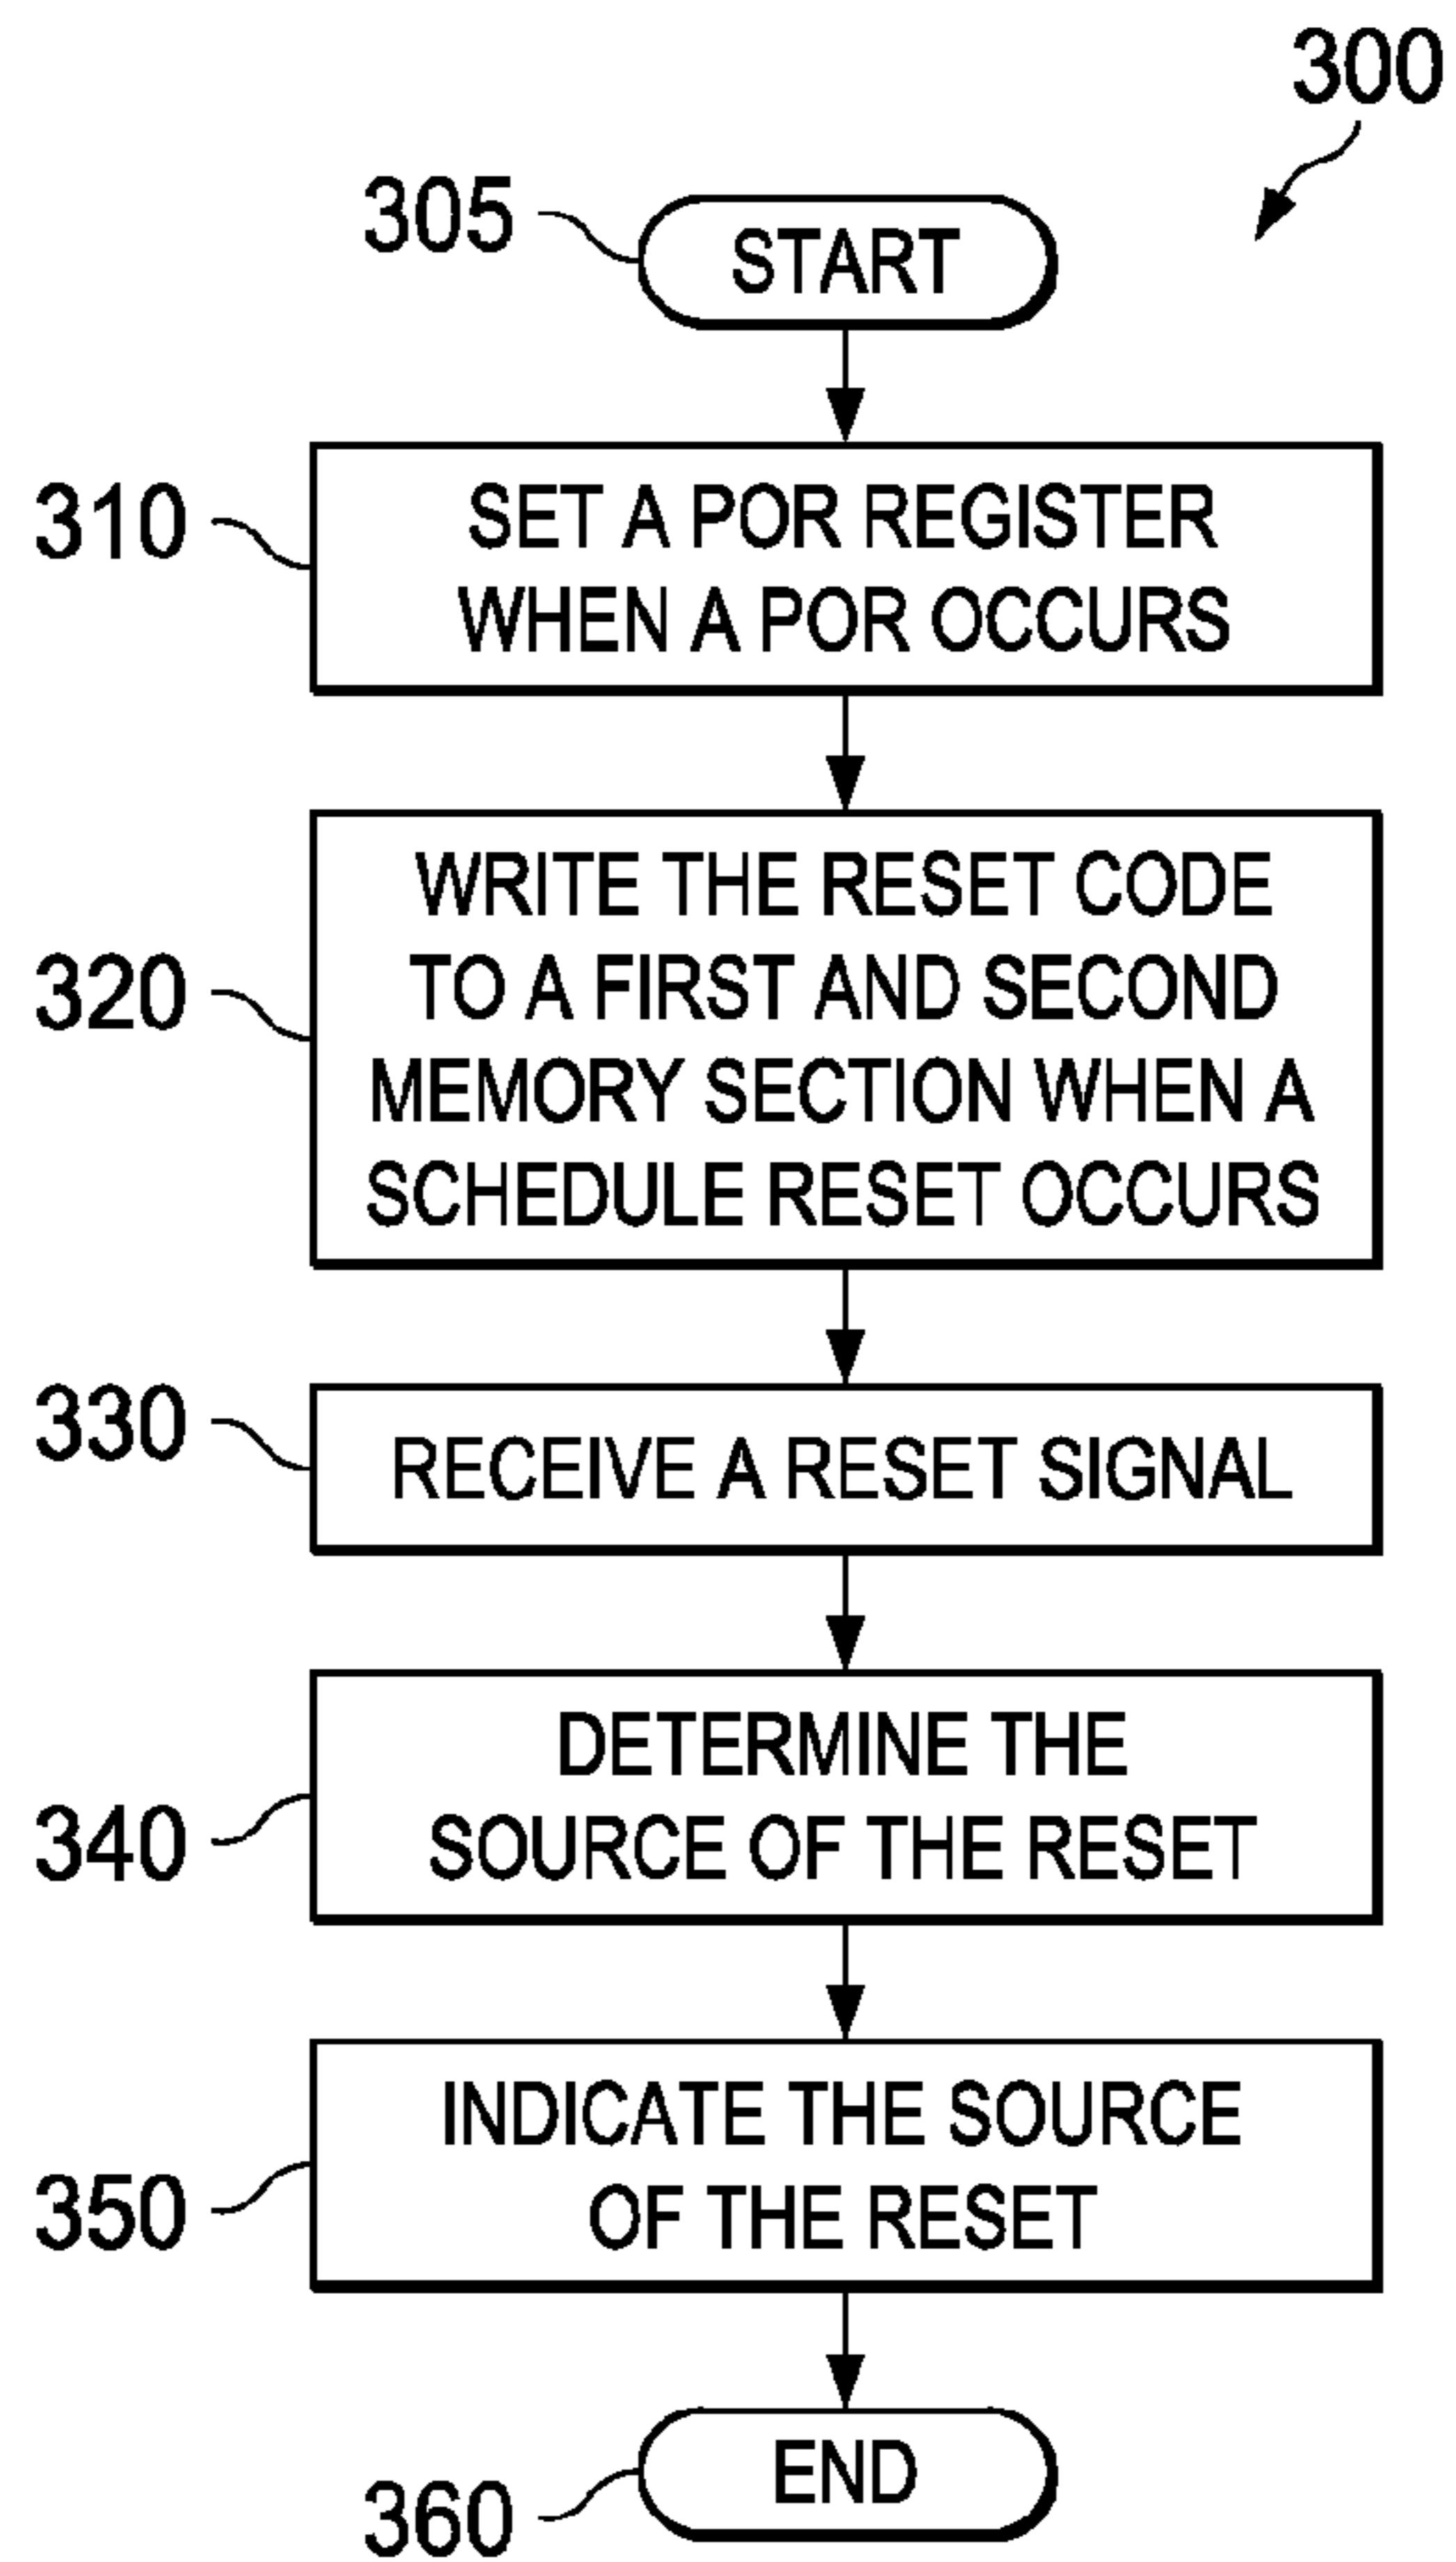 300
305
START
310
SET A POR REGISTER
WHEN A POR OCCURS
320
WRITE THE RESET CODE
TO A FIRST AND SECOND
MEMORY SECTION WHEN A
SCHEDULE RESET OCCURS
330
RECEIVE A RESET SIGNAL
340
DETERMINE THE
SOURCE OF THE RESET
350
INDICATE THE SOURCE
OF THE RESET
360
END